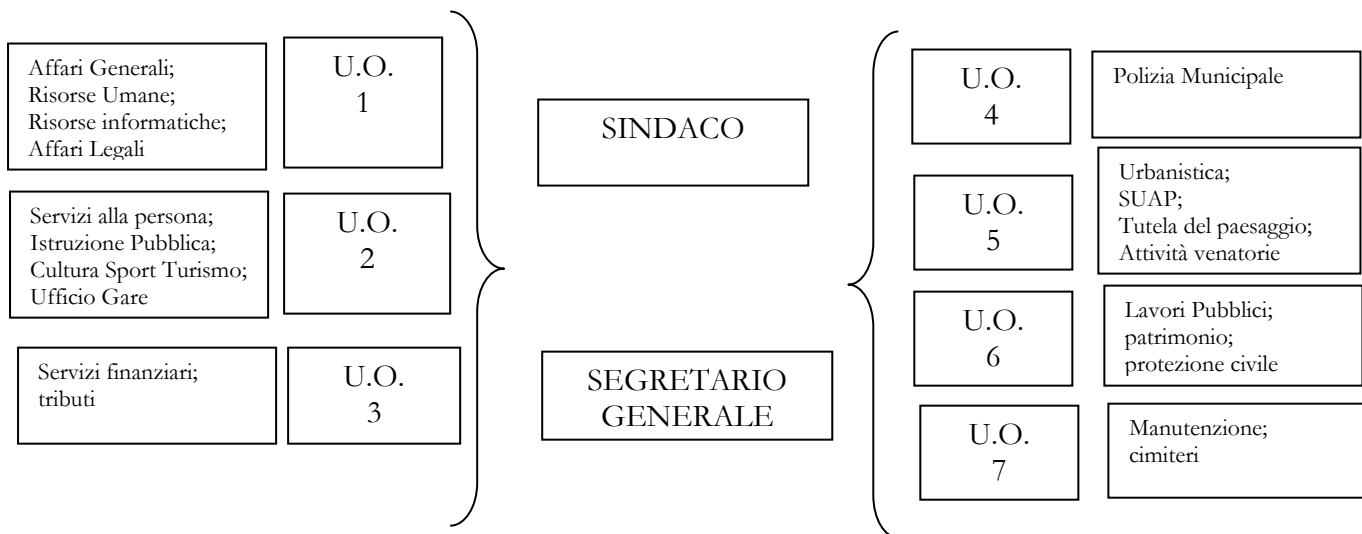 Affari Generali;
Risorse Umane;
Risorse informatiche;
Affari Legali
U.O.
1
Servizi alla persona;
Istruzione Pubblica;
Cultura Sport Turismo;
Ufficio Gare
U.O.
2
Servizi finanziari;
tributi
U.O.
3
SINDACO
SEGRETARIO
GENERALE
U.O.
4
Polizia Municipale
U.O.
5
Urbanistica;
SUAP;
Tutela del paesaggio;
Attività venatorie
U.O.
6
Lavori Pubblici;
patrimonio;
protezione civile
U.O.
7
Manutenzione;
cimiteri